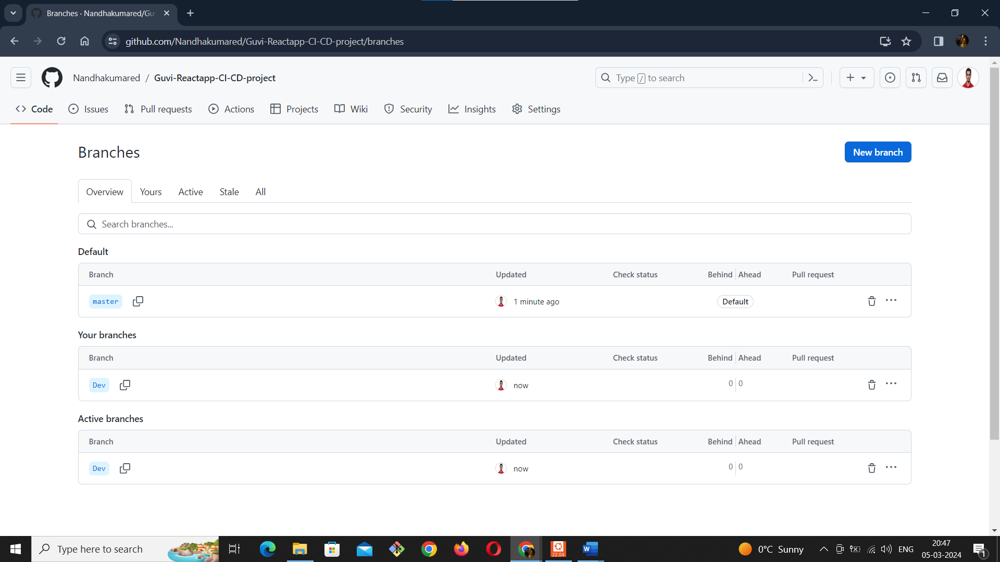 Branches · Nandhakumared/Gu
github.com/Nandhakumared/Guvi-Reactapp-CI-CD-project/branches
Nandhakumared / Guvi-Reactapp-CI-CD-project
Type / to search
Code Issues Pull requests Actions Projects Wiki Security Insights Settings
Branches
New branch
Overview Yours Active Stale All
Search branches...
Default
Branch Updated Check status Behind Ahead Pull request
master 1 minute ago Default
Your branches
Branch Updated Check status Behind Ahead Pull request
Dev now 0 0
Active branches
Branch Updated Check status Behind Ahead Pull request
Dev now 0 0
Type here to search
22.04
0°C Sunny
ENG
20:47
05-03-2024
1